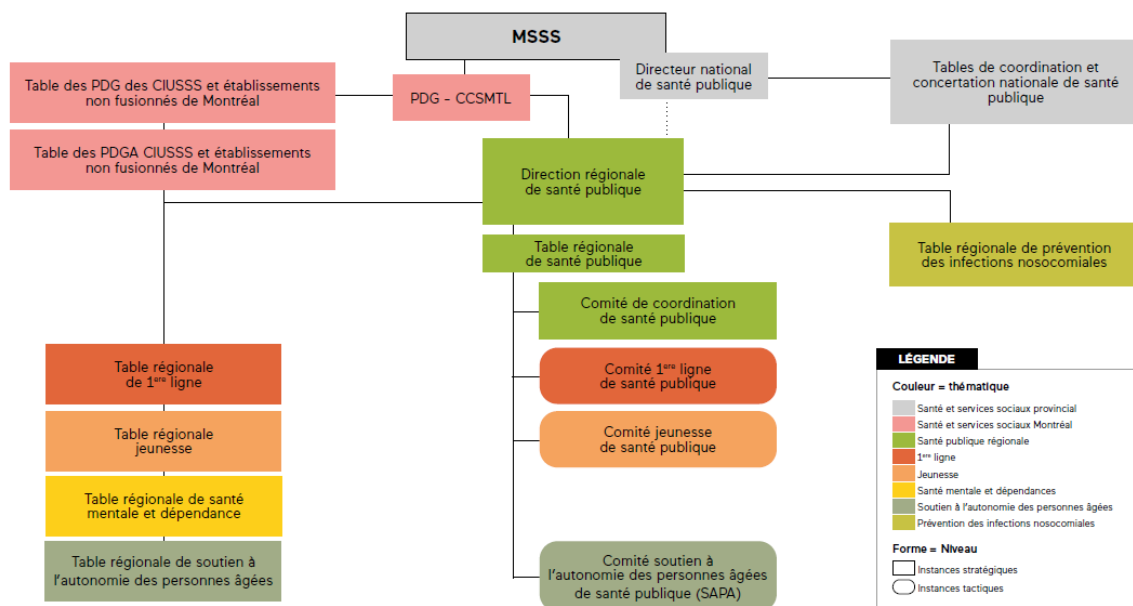 MSSS
Directeur national
de santé publique
Tables de coordination et
concertation nationale de santé
publique
Table des PDG des CIUSSS et établissements
non fusionnés de Montréal
PDG - CCSMTL
Table des PDGA CIUSSS et établissements
non fusionnés de Montréal
Direction régionale
de santé publique
Table régionale
de santé publique
Table régionale de prévention
des infections nosocomiales
Comité de coordination
de santé publique
Table régionale
de 1ere ligne
Comité 1ere ligne
de santé publique
Table régionale
jeunesse
Comité jeunesse
de santé publique
Table régionale de santé
mentale et dépendance
Table régionale de soutien à
l'autonomie des personnes âgées
Comité soutien à
l'autonomie des personnes âgées
de santé publique (SAPA)
LÉGENDE
Couleur = thématique
Santé et services sociaux provincial
Santé et services sociaux Montréal
Santé publique régionale
1ere ligne
Jeunesse
Santé mentale et dépendances
Soutien à l'autonomie des personnes âgées
Prévention des infections nosocomiales
Forme = Niveau
Instances stratégiques
Instances tactiques